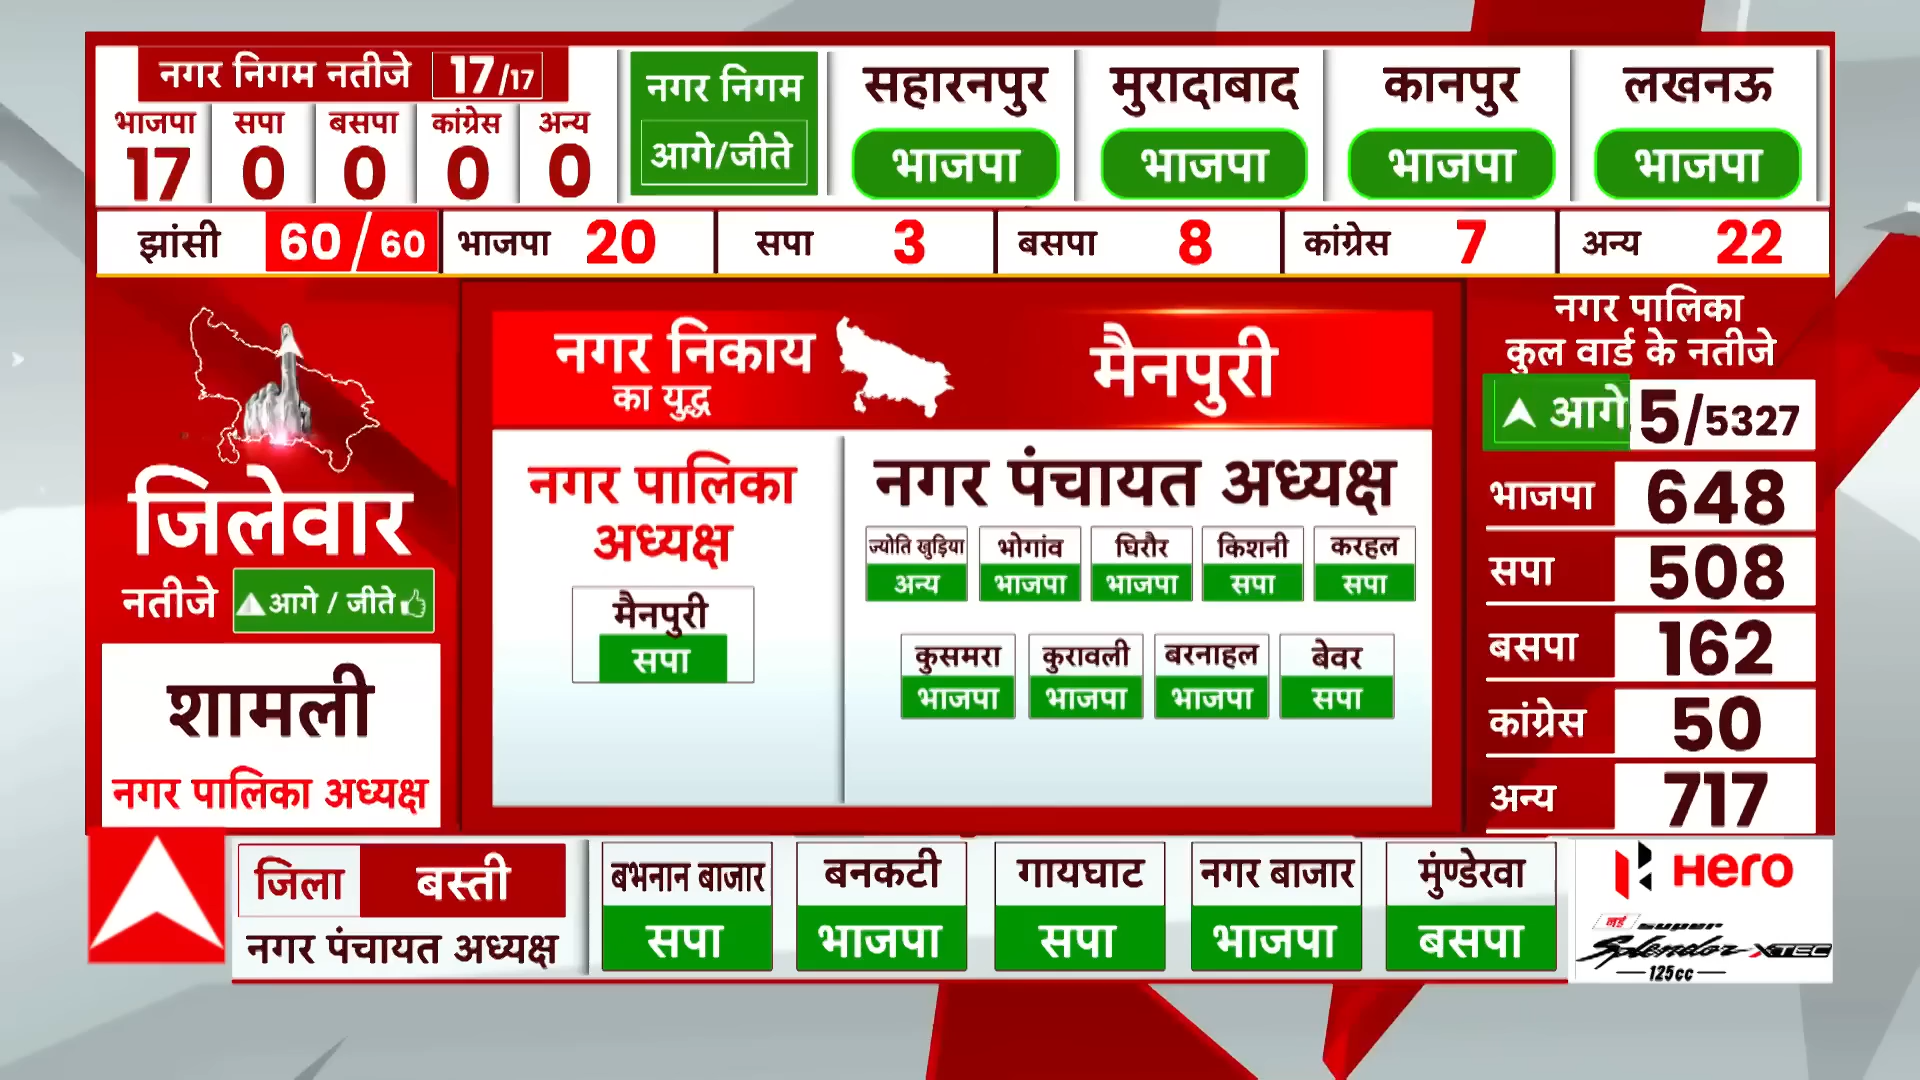 नगर निगम नतीजे 17/17
भाजपा सपा बसपा कांग्रेस अन्य
17 0 0 0 0
नगर निगम
आगे/जीते
सहारनपुर मुरादाबाद कानपुर लखनऊ
भाजपा भाजपा भाजपा भाजपा
झांसी 60/60 भाजपा 20 सपा 3 बसपा 8 कांग्रेस 7 अन्य 22
जिलेवार
नतीजे आगे / जीते
शामली
नगर पालिका अध्यक्ष
नगर निकाय
का युद्ध
मैनपुरी
नगर पालिका
अध्यक्ष
मैनपुरी
सपा
नगर पंचायत अध्यक्ष
ज्योति खुड़िया भोगांव घिरौर किशनी करहल
अन्य भाजपा भाजपा सपा सपा
कुसमरा कुरावली बरनाहल बेवर
भाजपा भाजपा भाजपा सपा
नगर पालिका
कुल वार्ड के नतीजे
आगे 5/5327
भाजपा 648
सपा 508
बसपा 162
कांग्रेस 50
अन्य 717
जिला बस्ती
नगर पंचायत अध्यक्ष
बभनान बाजार बनकटी गायघाट नगर बाजार मुंण्डेरवा
सपा भाजपा सपा भाजपा बसपा
HERO
नई SUPER
Splendor XTEC
125cc